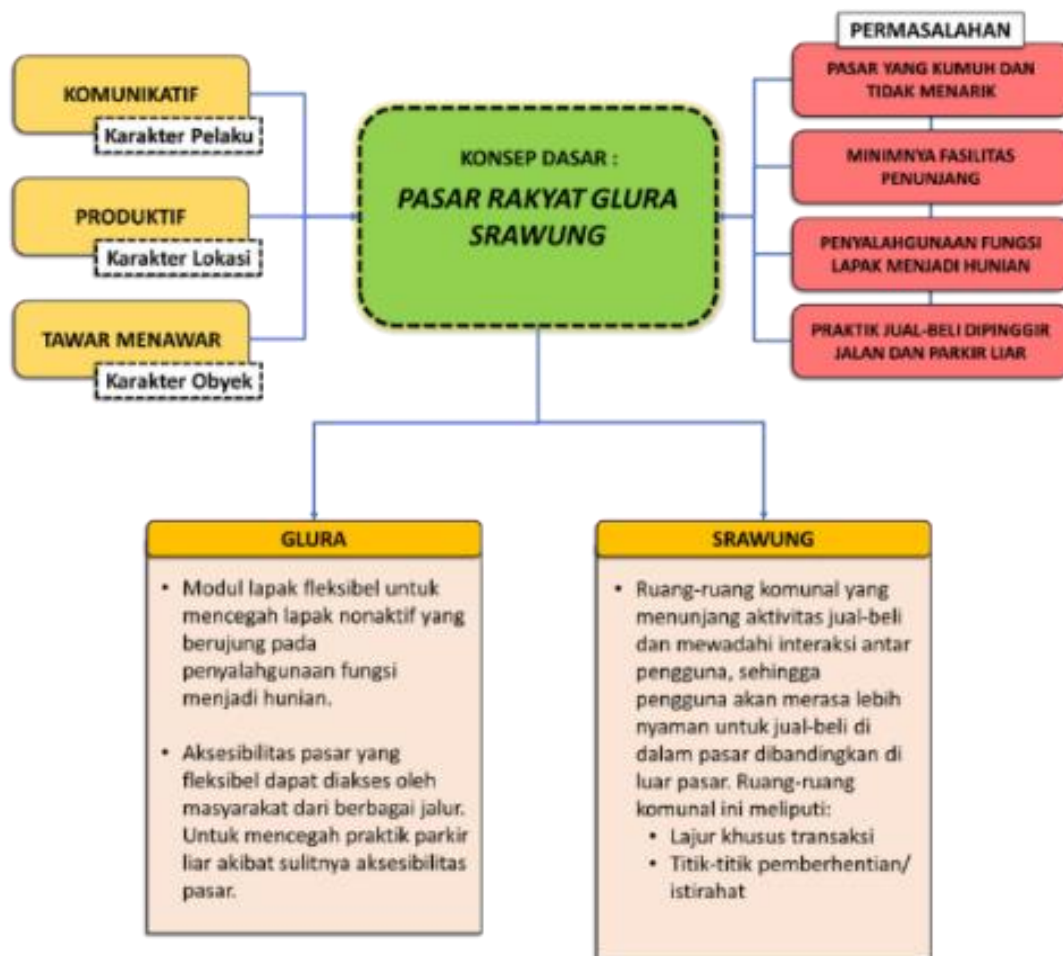 KOMUNIKATIF
Karakter Pelaku
PRODUKTIF
Karakter Lokasi
TAWAR MENAWAR
Karakter Obyek
KONSEP DASAR :
PASAR RAKYAT GLURA
SRAWUNG
PERMASALAHAN
PASAR YANG KUMUH DAN
TIDAK MENARIK
MINIMNYA FASILITAS
PENUNJANG
PENYALAHGUNAAN FUNGSI
LAPAK MENJADI HUNIAN
PRAKTIK JUAL-BELI DIPINGGIR
JALAN DAN PARKIR LIAR
GLURA
• Modul lapak fleksibel untuk
mencegah lapak nonaktif yang
berujung pada
penyalahgunaan fungsi
menjadi hunian.
• Aksesibilitas pasar yang
fleksibel dapat diakses oleh
masyarakat dari berbagai jalur.
Untuk mencegah praktik parkir
liar akibat sulitnya aksesibilitas
pasar.
SRAWUNG
• Ruang-ruang komunal yang
menunjang aktivitas jual-beli
dan mewadahi interaksi antar
pengguna, sehingga
pengguna akan merasa lebih
nyaman untuk jual-beli di
dalam pasar dibandingkan di
luar pasar. Ruang-ruang
komunal ini meliputi:
• Lajur khusus transaksi
• Titik-titik pemberhentian/
istirahat